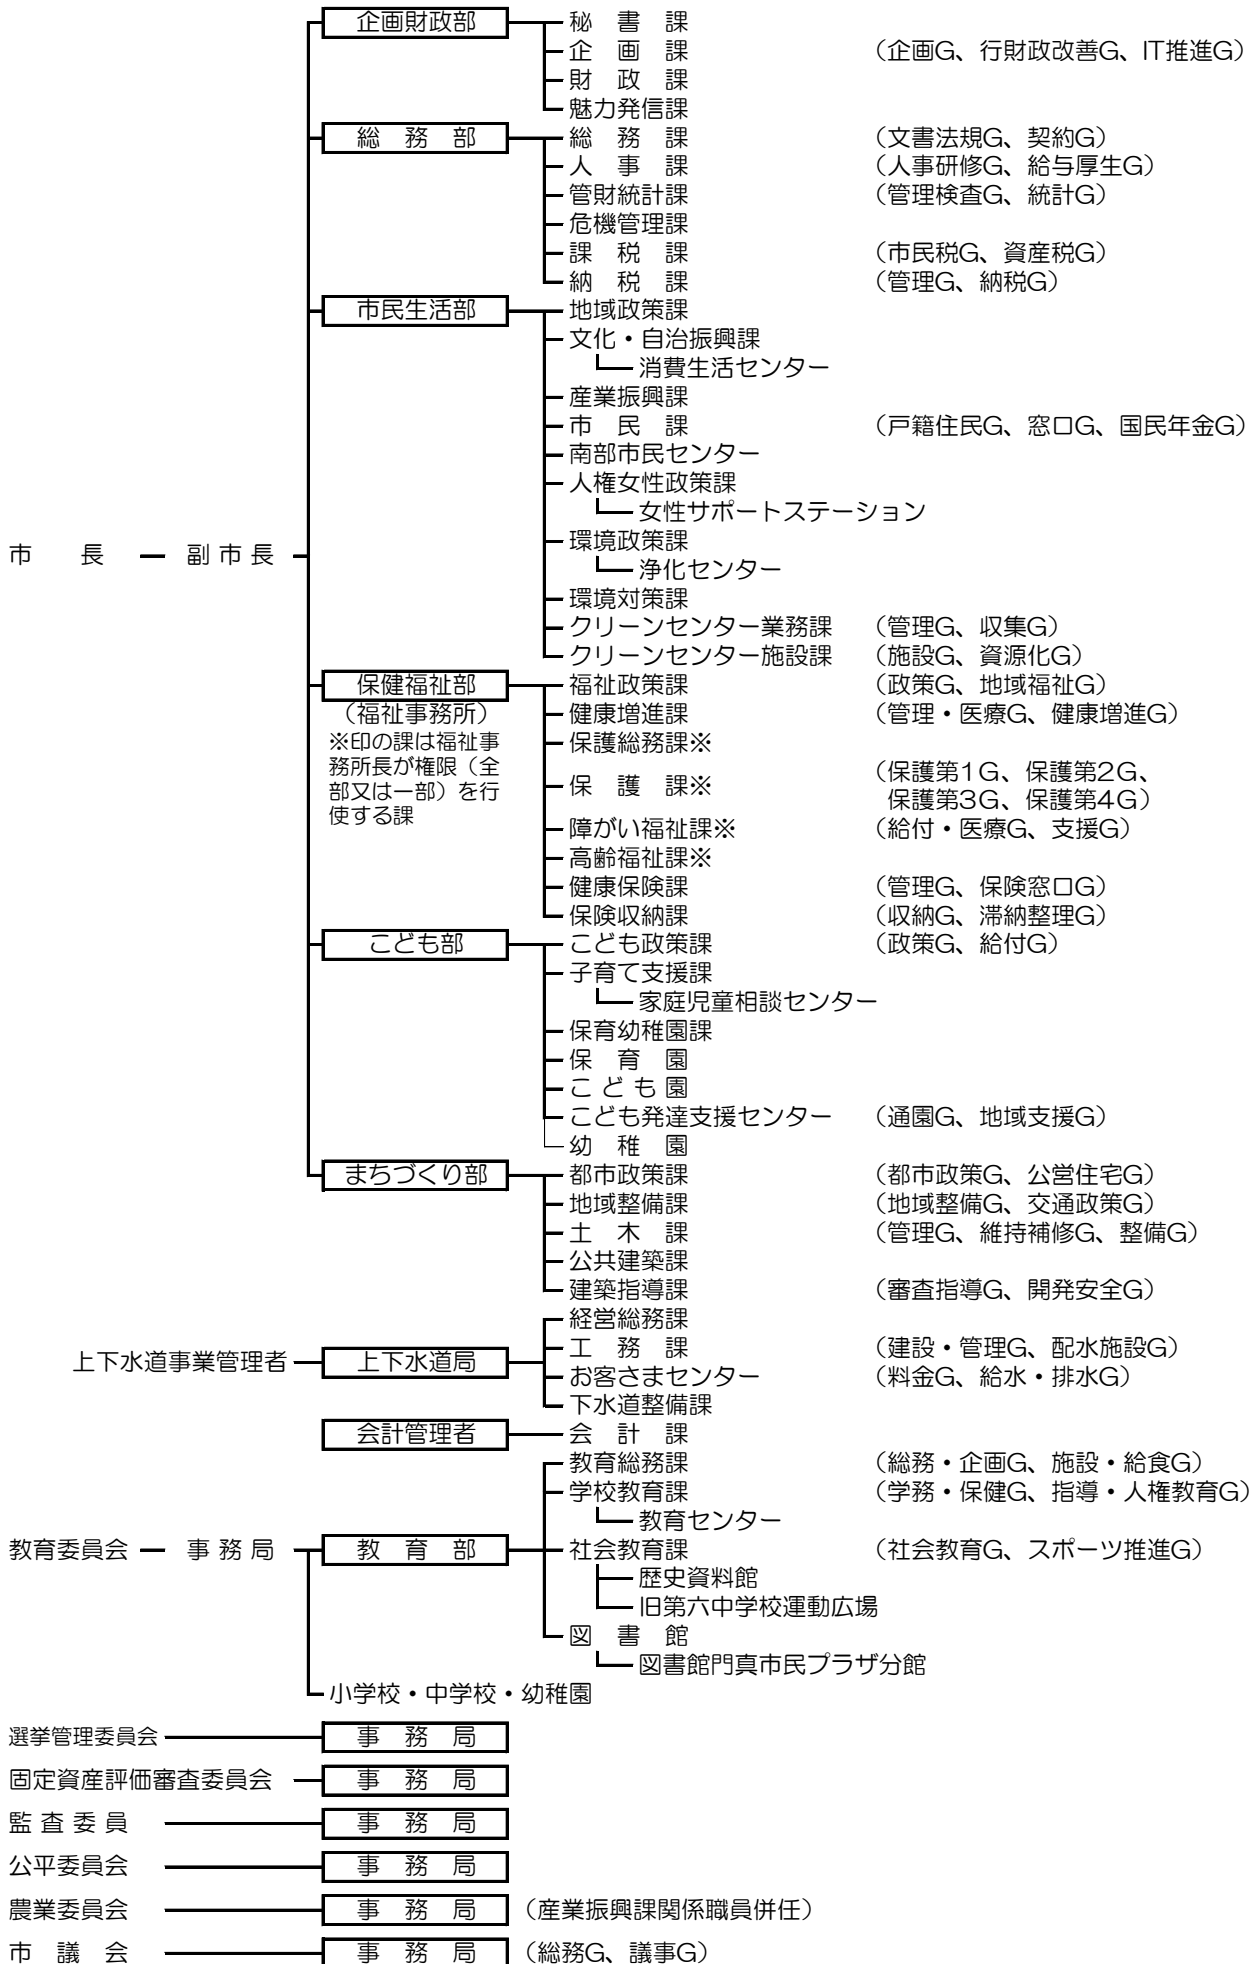 企画財政部 秘書課
企画課 （企画G、行財政改善G、IT推進G）
財政課
魅力発信課
総務部 総務課 （文書法規G、契約G）
人事課 （人事研修G、給与厚生G）
管財統計課 （管理検査G、統計G）
危機管理課
課税課 （市民税G、資産税G）
納税課 （管理G、納税G）
市民生活部 地域政策課
文化・自治振興課
消費生活センター
産業振興課
市民課 （戸籍住民G、窓口G、国民年金G）
南部市民センター
人権女性政策課
女性サポートステーション
環境政策課
市長 副市長
浄化センター
環境対策課
クリーンセンター業務課 （管理G、収集G）
クリーンセンター施設課 （施設G、資源化G）
保健福祉部 福祉政策課 （政策G、地域福祉G）
（福祉事務所） 健康増進課 （管理・医療G、健康増進G）
※印の課は福祉事
務所長が権限（全
部又は一部）を行
使する課
保護総務課※
保護課※ （保護第1G、保護第2G、
保護第3G、保護第4G）
障がい福祉課※ （給付・医療G、支援G）
高齢福祉課※
健康保険課 （管理G、保険窓口G）
保険収納課 （収納G、滞納整理G）
こども部 こども政策課 （政策G、給付G）
子育て支援課
家庭児童相談センター
保育幼稚園課
保育園
こども園
こども発達支援センター （通園G、地域支援G）
幼稚園
まちづくり部 都市政策課 （都市政策G、公営住宅G）
地域整備課 （地域整備G、交通政策G）
土木課 （管理G、維持補修G、整備G）
公共建築課
建築指導課 （審査指導G、開発安全G）
経営総務課
工務課 （建設・管理G、配水施設G）
上下水道事業管理者 上下水道局
お客さまセンター （料金G、給水・排水G）
下水道整備課
会計管理者 会計課
教育総務課 （総務・企画G、施設・給食G）
学校教育課 （学務・保健G、指導・人権教育G）
教育センター
教育委員会 事務局 教育部 社会教育課 （社会教育G、スポーツ推進G）
歴史資料館
旧第六中学校運動広場
図書館
図書館門真市民プラザ分館
小学校・中学校・幼稚園
選挙管理委員会 事務局
固定資産評価審査委員会 事務局
監査委員 事務局
公平委員会 事務局
農業委員会 事務局 （産業振興課関係職員併任）
市議会 事務局 （総務G、議事G）